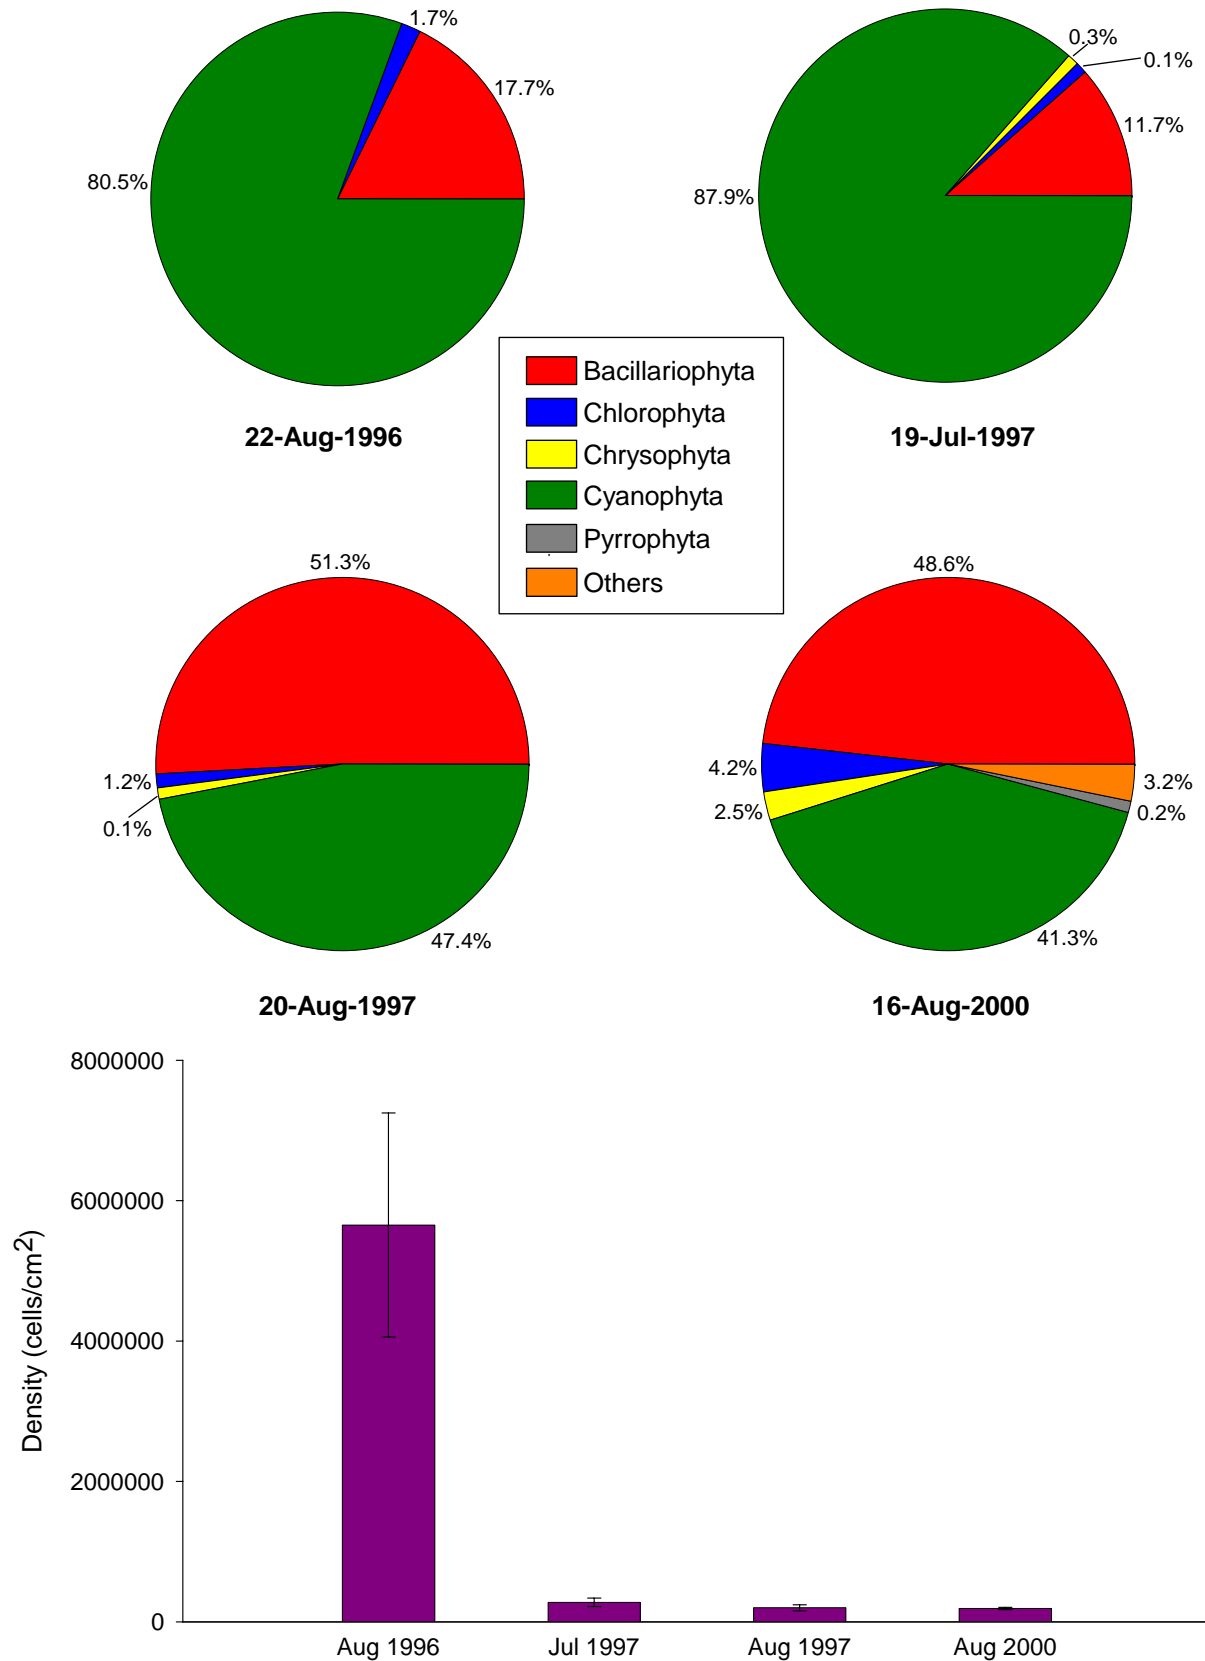 1.7%
17.7%
80.5%
22-Aug-1996
0.3%
0.1%
11.7%
87.9%
19-Jul-1997
Bacillariophyta
Chlorophyta
Chrysophyta
Cyanophyta
Pyrrophyta
Others
51.3%
1.2%
0.1%
47.4%
20-Aug-1997
48.6%
4.2%
2.5%
3.2%
0.2%
41.3%
16-Aug-2000
Density (cells/cm2)
8000000
6000000
4000000
2000000
0
Aug 1996
Jul 1997
Aug 1997
Aug 2000